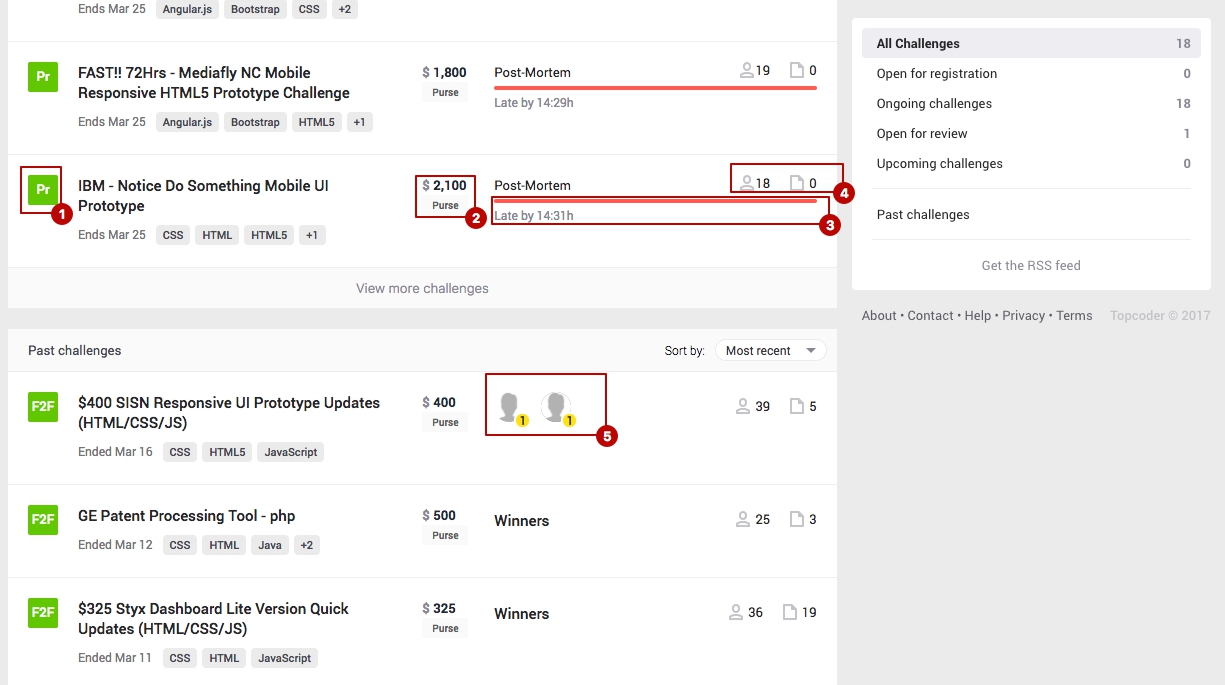 Ends Mar 25 Angular.js Bootstrap CSS +2
Pr
FAST!! 72Hrs - Mediafly NC Mobile
Responsive HTML5 Prototype Challenge
Ends Mar 25 Angular.js Bootstrap HTML5 +1
$ 1,800
Purse
Post-Mortem
19 0
Late by 14:29h
Pr
1
IBM - Notice Do Something Mobile UI
Prototype
Ends Mar 25 CSS HTML HTML5 +1
$ 2,100
Purse
2
Post-Mortem
18 0
4
Late by 14:31h
3
View more challenges
Past challenges
Sort by: Most recent
F2F
$400 SISN Responsive UI Prototype Updates
(HTML/CSS/JS)
Ended Mar 16 CSS HTML5 JavaScript
$ 400
Purse
1 1
5
39 5
F2F
GE Patent Processing Tool - php
Ended Mar 12 CSS HTML Java +2
$ 500
Purse
Winners
25 3
F2F
$325 Styx Dashboard Lite Version Quick
Updates (HTML/CSS/JS)
Ended Mar 11 CSS HTML JavaScript
$ 325
Purse
Winners
36 19
All Challenges 18
Open for registration 0
Ongoing challenges 18
Open for review 1
Upcoming challenges 0
Past challenges
Get the RSS feed
About • Contact • Help • Privacy • Terms Topcoder © 2017